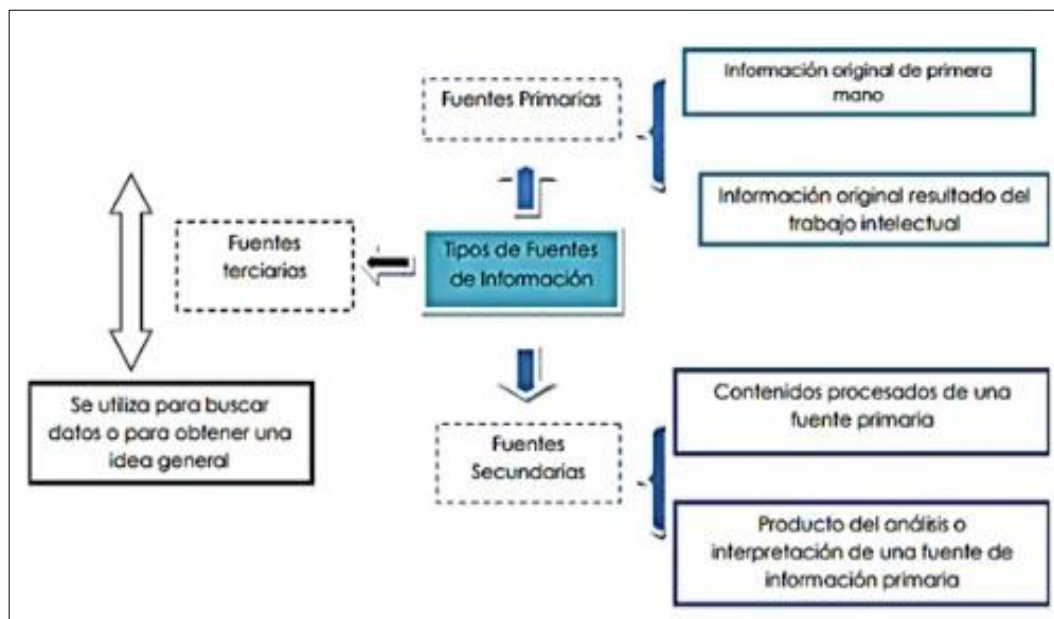 Fuentes Primarias
Información original de primera
mano
Información original resultado del
trabajo intelectual
Fuentes
terciarias
Tipos de Fuentes
de Información
Se utiliza para buscar
datos o para obtener una
idea general
Fuentes
Secundarias
Contenidos procesados de una
fuente primaria
Producto del análisis o
interpretación de una fuente de
información primaria